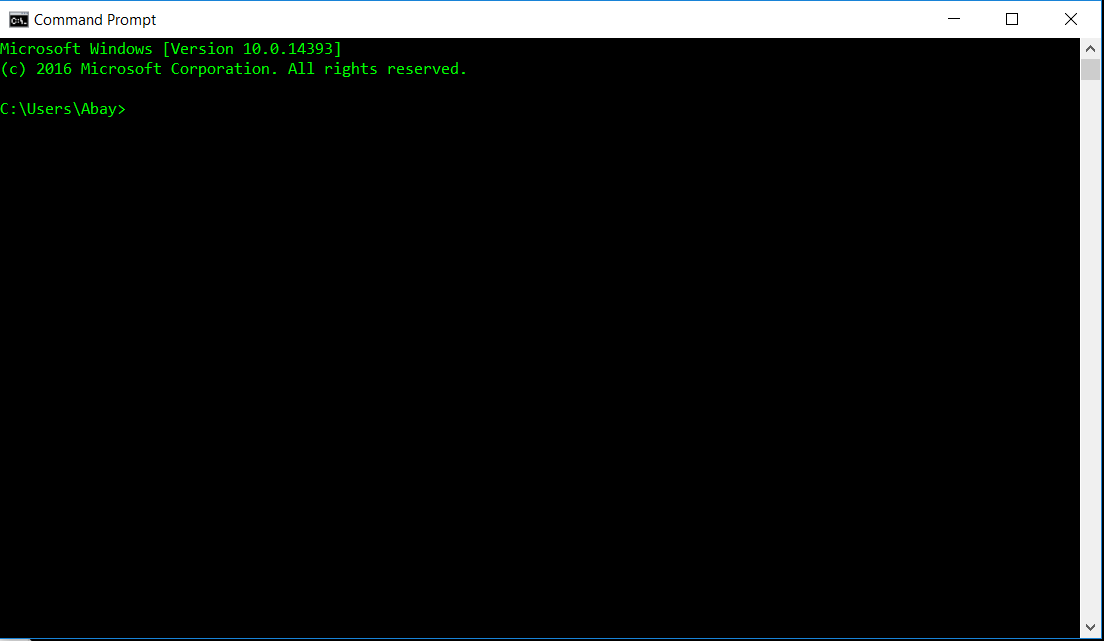 Command Prompt
Microsoft Windows [Version 10.0.14393]
(c) 2016 Microsoft Corporation. All rights reserved.
C:\Users\Abay>